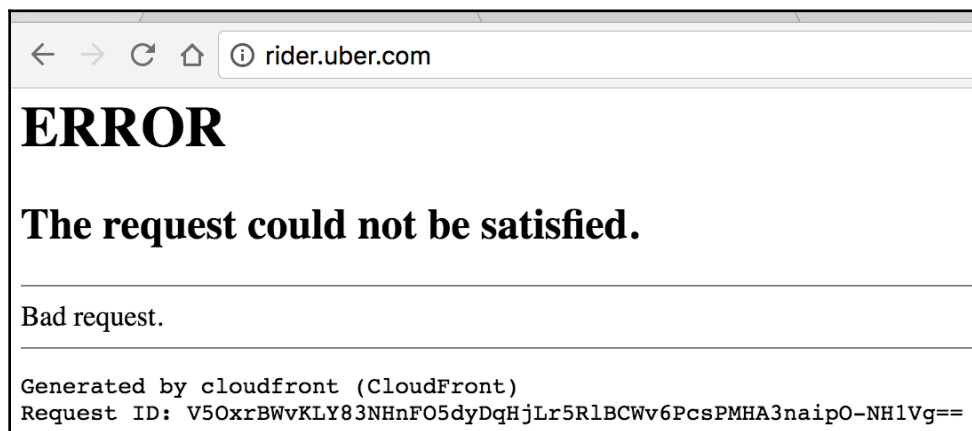 rider.uber.com
ERROR
The request could not be satisfied.
Bad request.
Generated by cloudfront (CloudFront)
Request ID: V5OxrBWvKLY83NHnFO5dyDqHjLr5RlBCWv6PcsPMHA3naipO-NH1Vg==